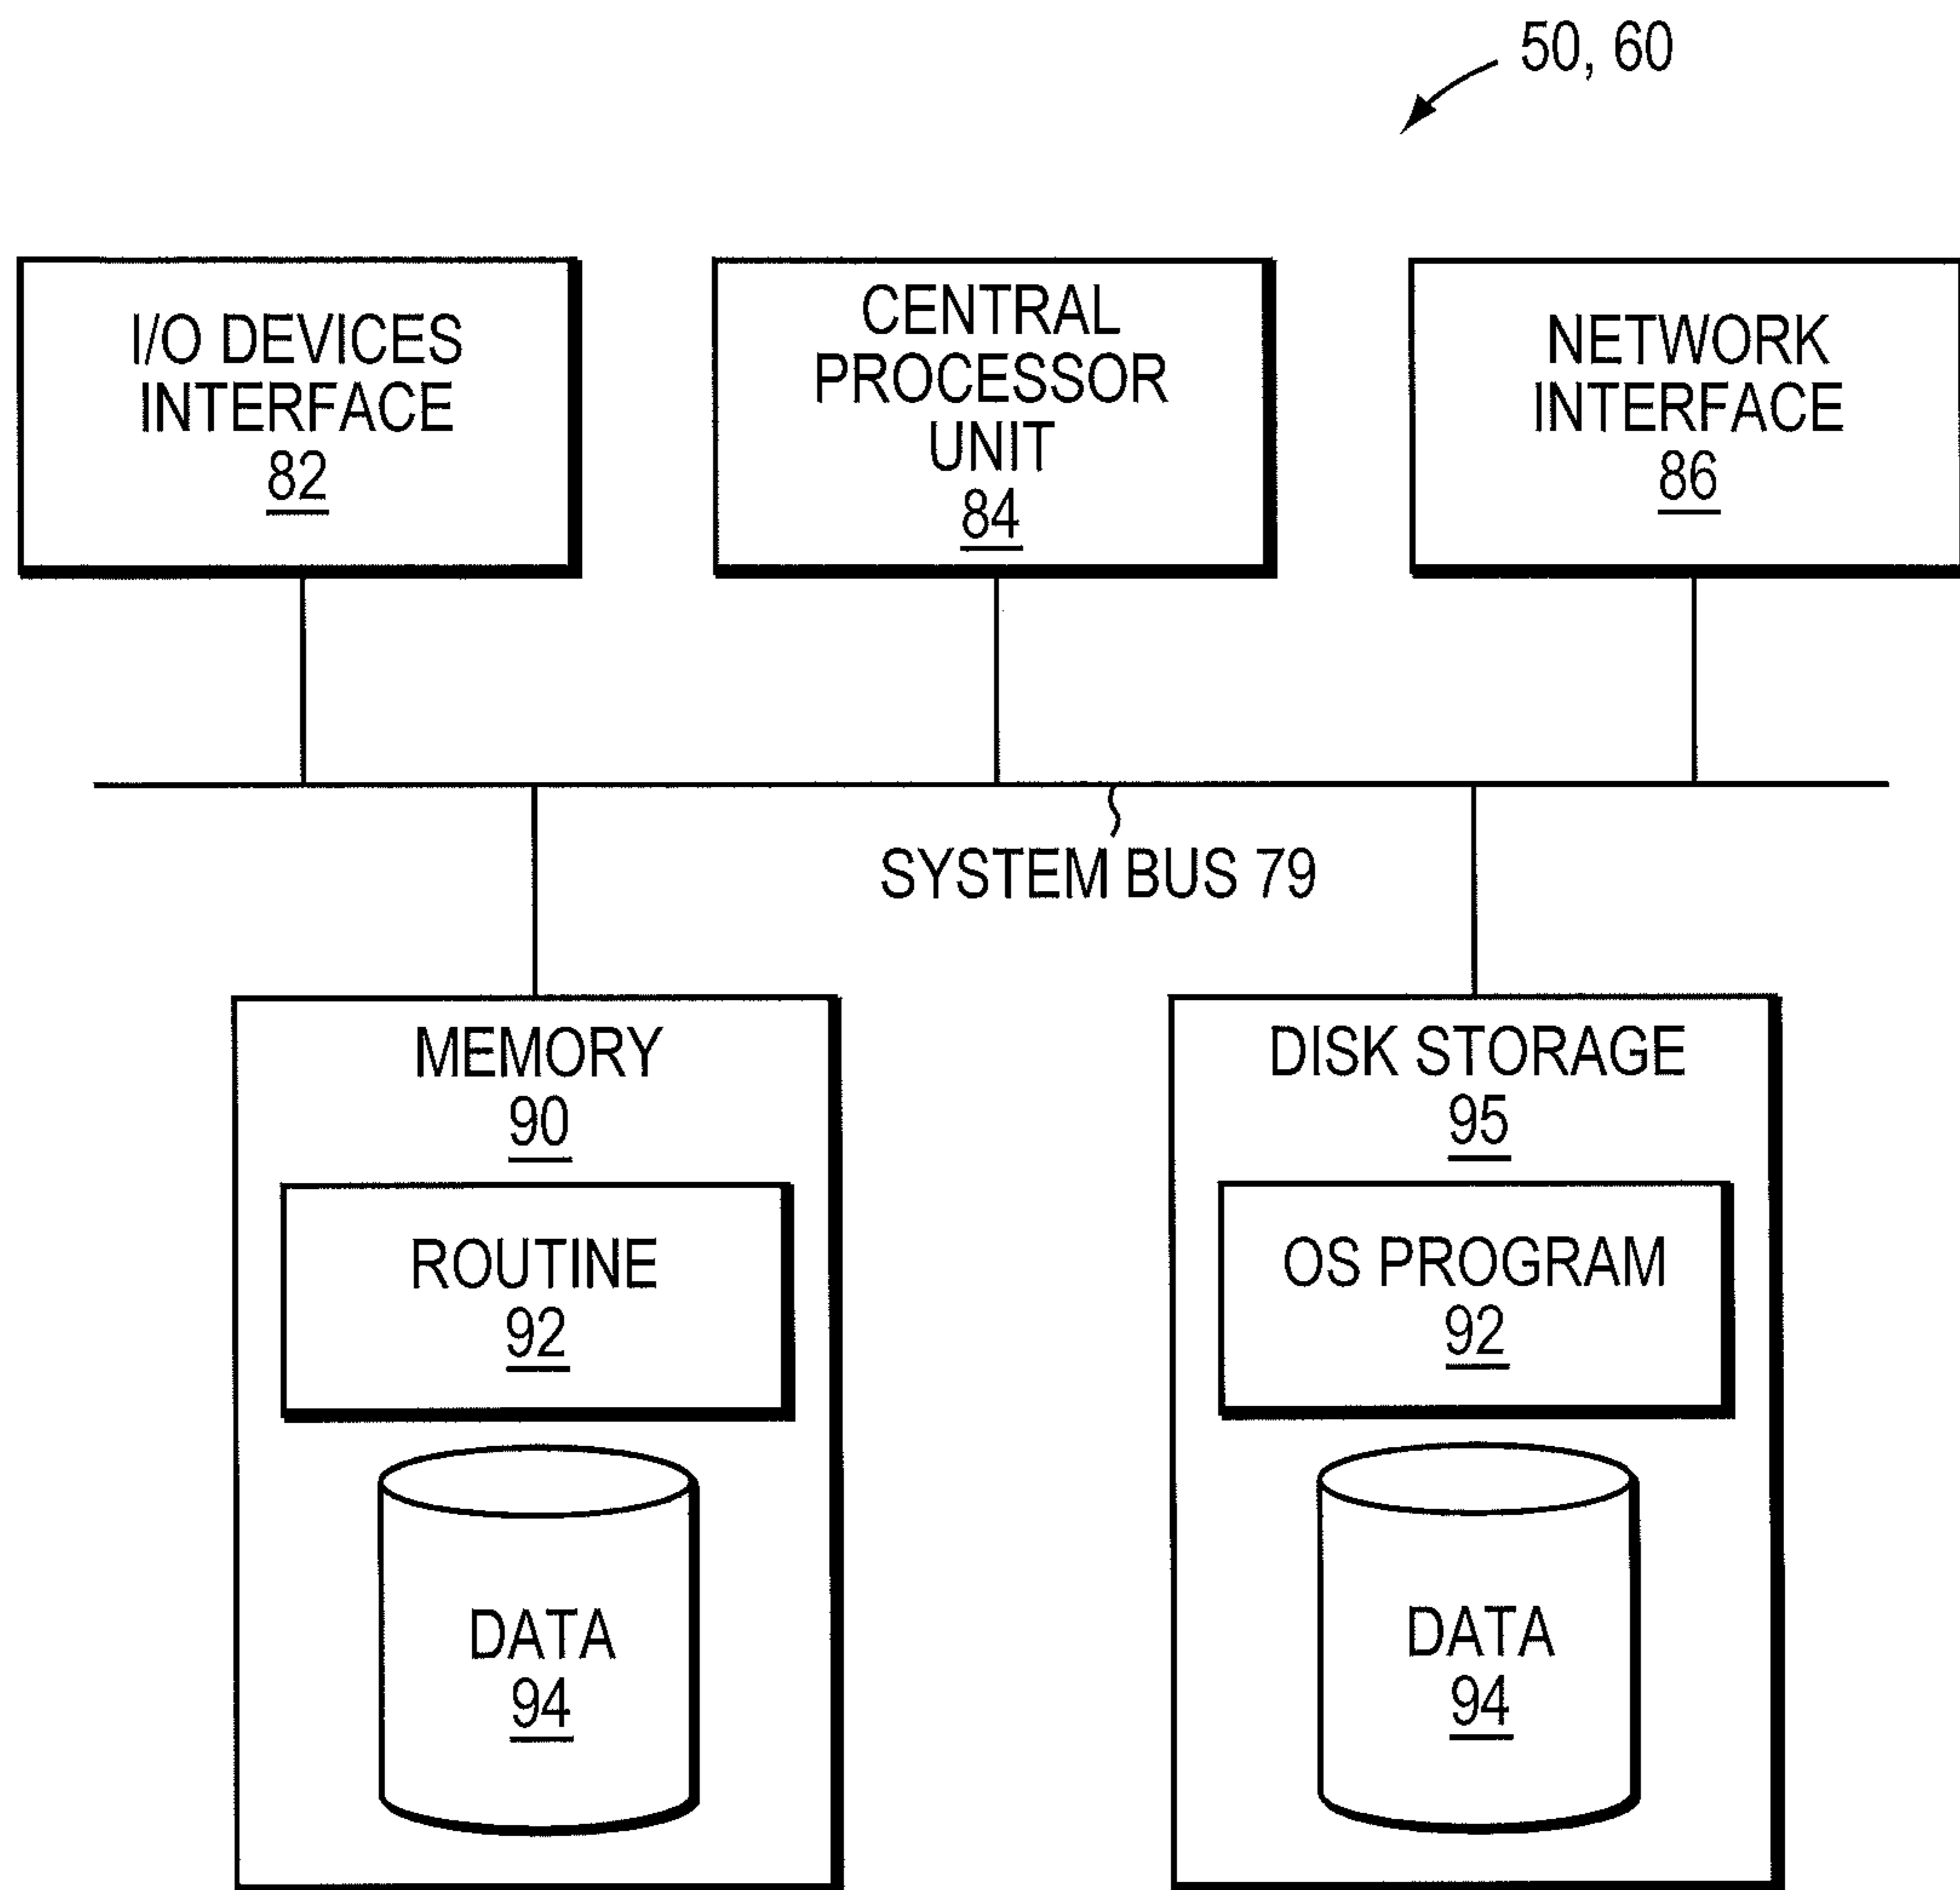 50, 60
I/O DEVICES
INTERFACE
82
CENTRAL
PROCESSOR
UNIT
84
NETWORK
INTERFACE
86
SYSTEM BUS 79
MEMORY
90
ROUTINE
92
DATA
94
DISK STORAGE
95
OS PROGRAM
92
DATA
94